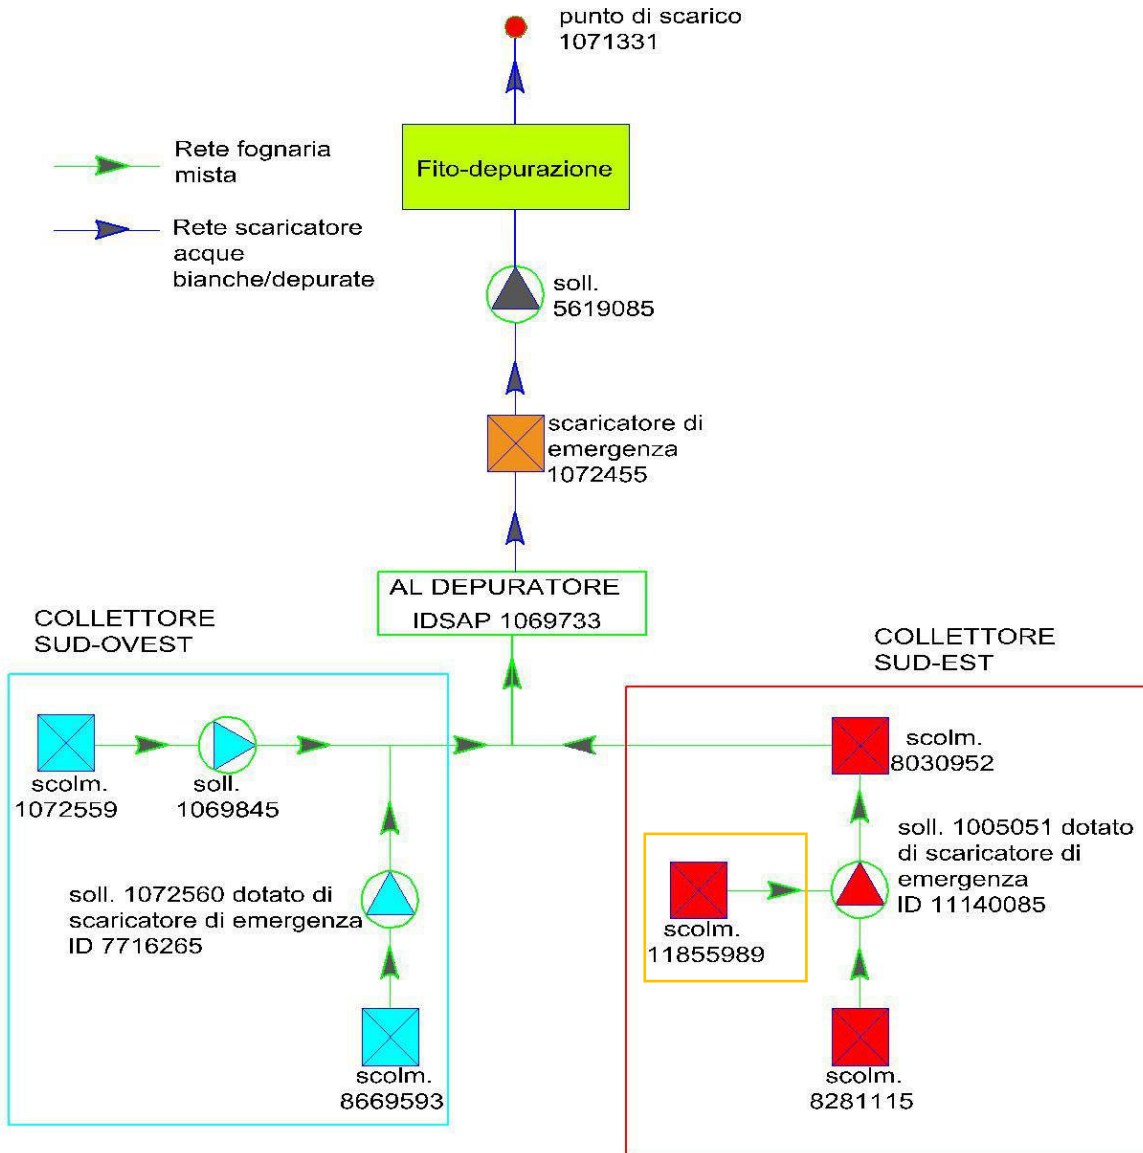 punto di scarico
1071331
Rete fognaria
mista
Fito-depurazione
Rete scaricatore
acque
bianche/depurate
soll.
5619085
scaricatore di
emergenza
1072455
AL DEPURATORE
IDSAP 1069733
COLLETTORE
SUD-OVEST
COLLETTORE
SUD-EST
scolm.
1072559
soll.
1069845
scolm.
8030952
soll. 1072560 dotato di
scaricatore di emergenza
ID 7716265
soll. 1005051 dotato
di scaricatore di
emergenza
ID 11140085
scolm.
11855989
scolm.
8669593
scolm.
8281115